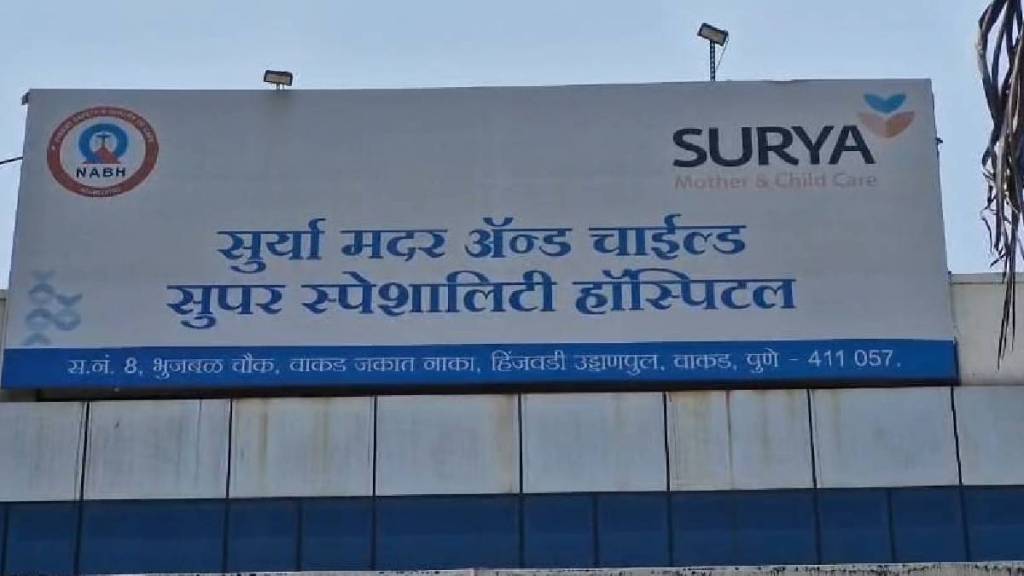 NABH
SURYA
Mother & Child Care
सुर्या मदर ॲन्ड चाईल्ड
सुपर स्पेशालिटी हॉस्पिटल
स.नं. 8, भुजबळ चौक, वाकड जकात नाका, हिंजवडी उड्डाणपुल, वाकड, पुणे - 411 057.